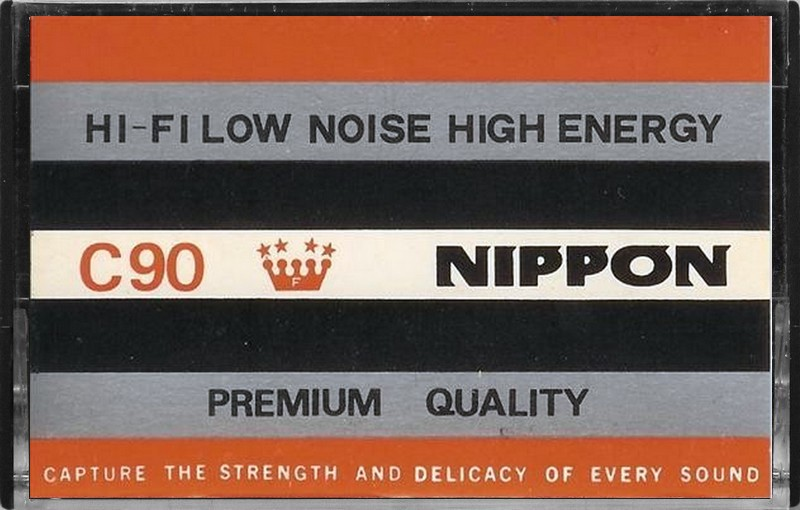 HI-FI LOW NOISE HIGH ENERGY
C90 F NIPPON
PREMIUM QUALITY
CAPTURE THE STRENGTH AND DELICACY OF EVERY SOUND